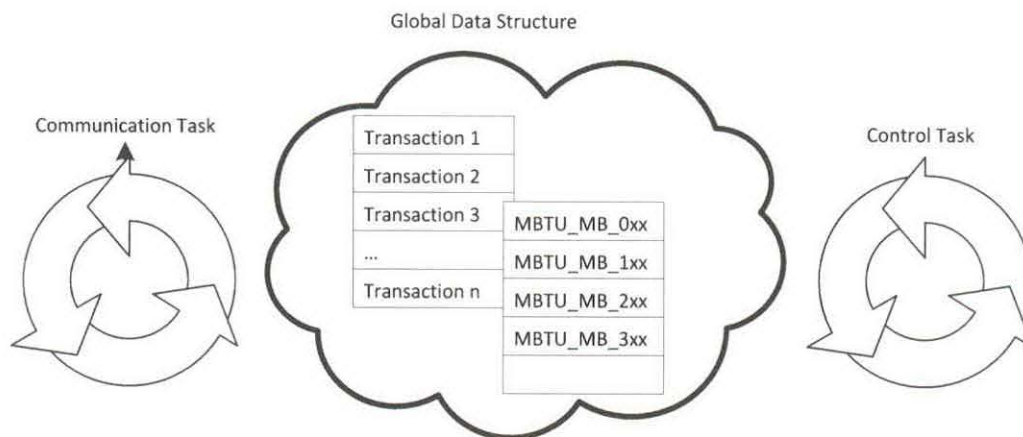 Global Data Structure
Communication Task
Control Task
Transaction 1
Transaction 2
Transaction 3
...
Transaction n
MBTU_MB_0xx
MBTU_MB_1xx
MBTU_MB_2xx
MBTU_MB_3xx